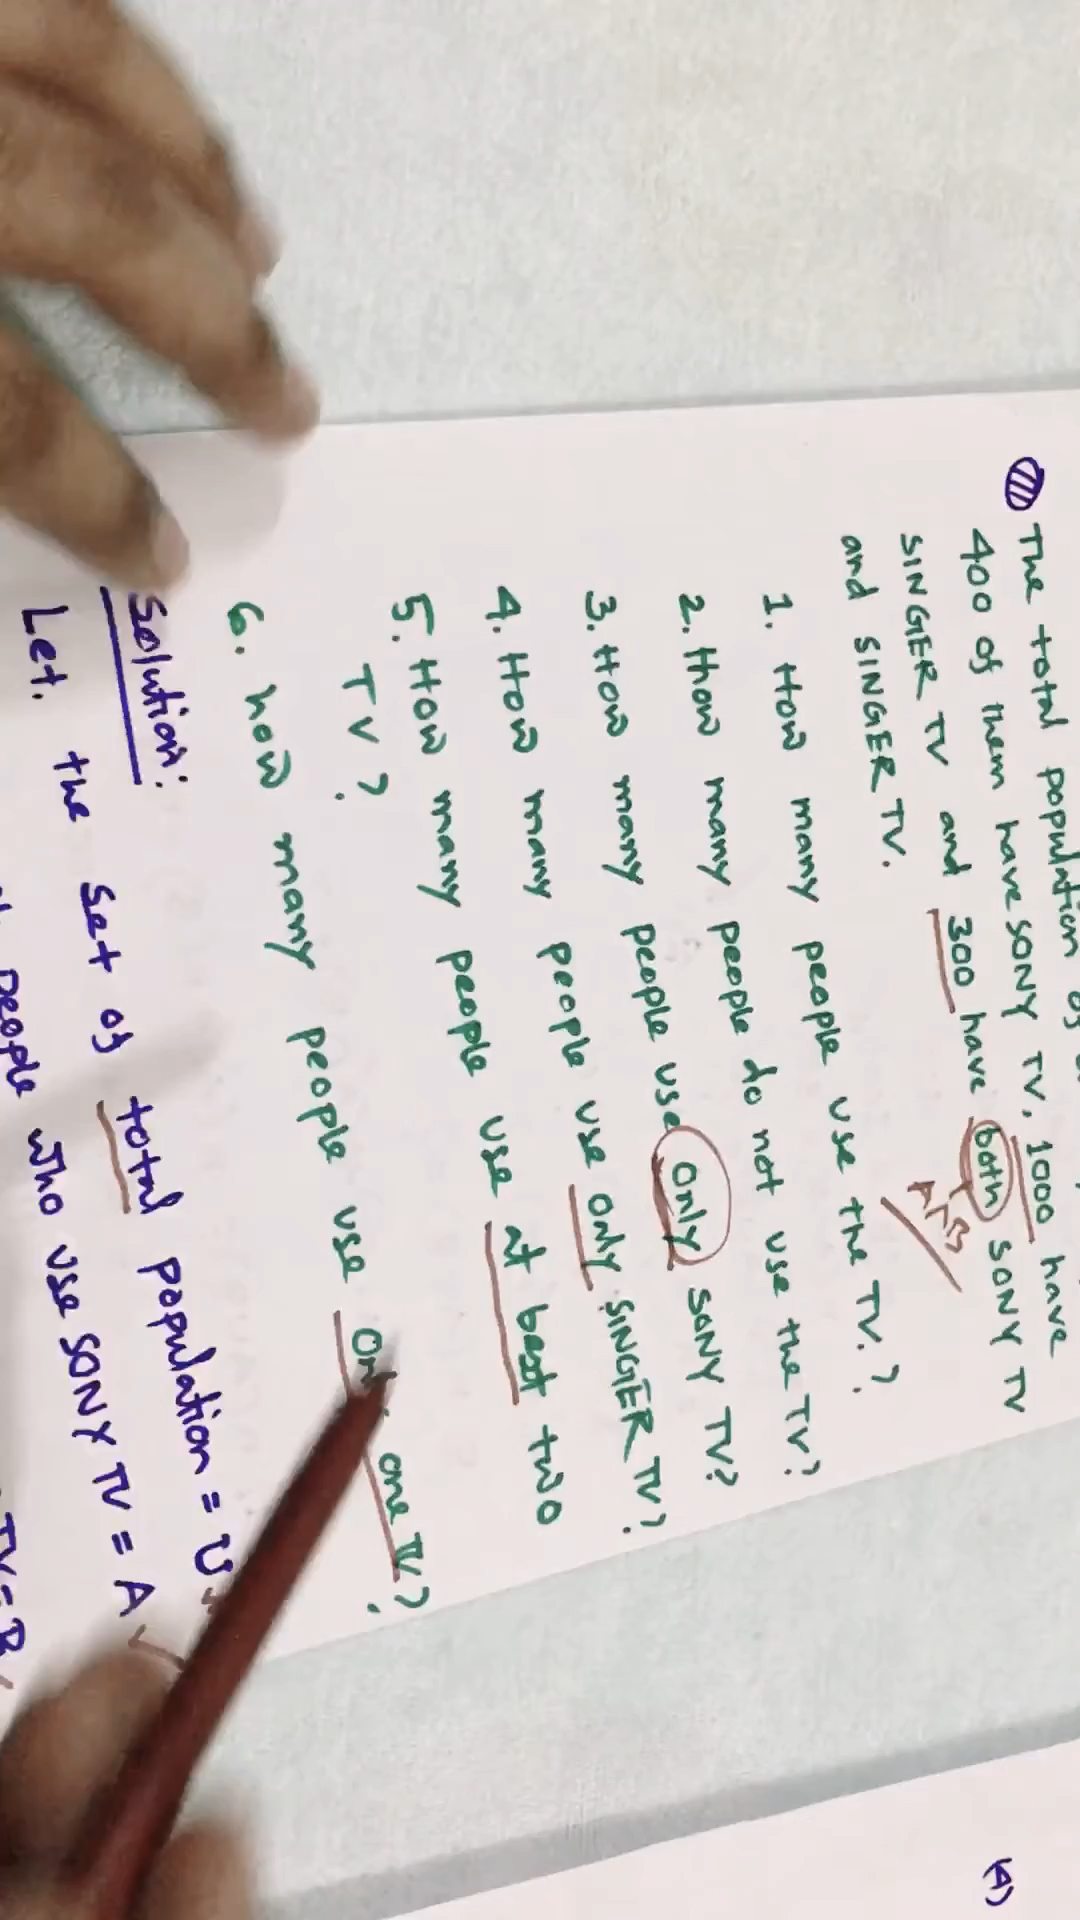 The total population of
400 of them have SONY TV, 1000 have
SINGER TV and 300 have both SONY TV
and SINGER TV.
A∩B
1. How many people use the TV.?
2. How many people do not use the TV?
3. How many people use only SONY TV?
4. How many people use only SINGER TV?
5. How many people use at best two
TV?
6. how many people use one TV?
Solution:
Let. the set of total population = U
people who use SONY TV = A
TV = B
(A)